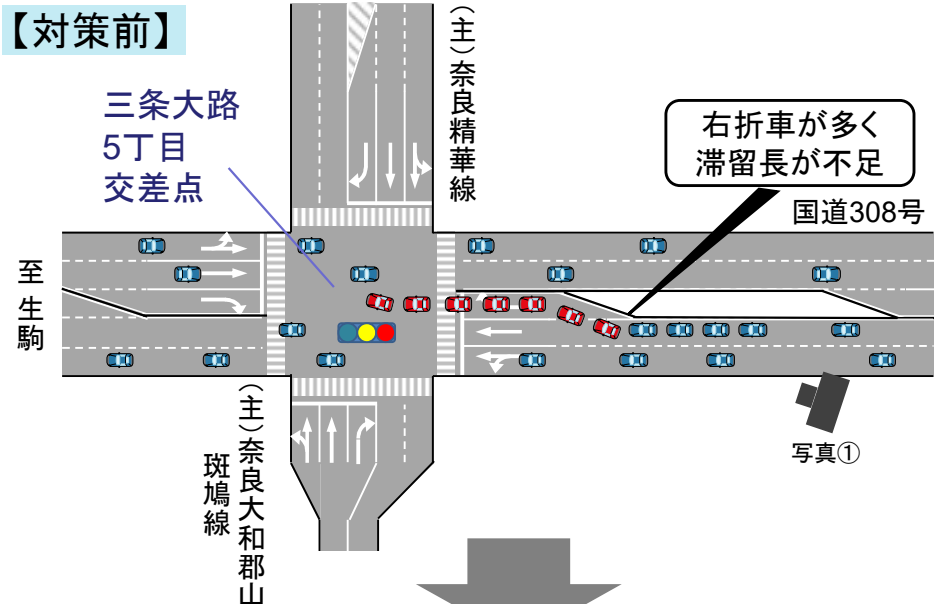 【対策前】
三条大路
5丁目
交差点
(主)奈良精華線
右折車が多く
滞留長が不足
国道308号
至 生駒
(主)奈良大和郡山
斑鳩線
写真①